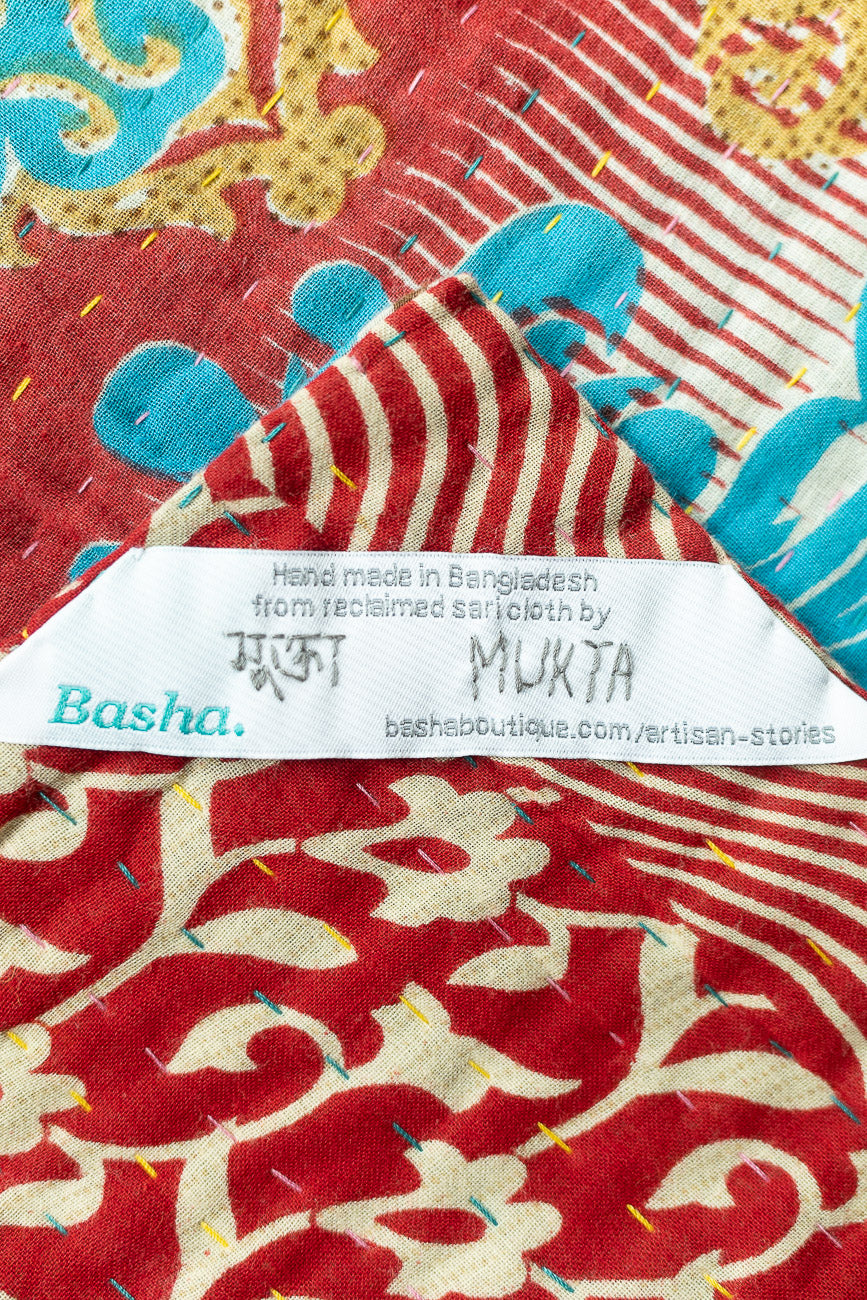 Hand made in Bangladesh
from reclaimed sari cloth by
মুক্তা MUKTA
Basha.
bashaboutique.com/artisan-stories